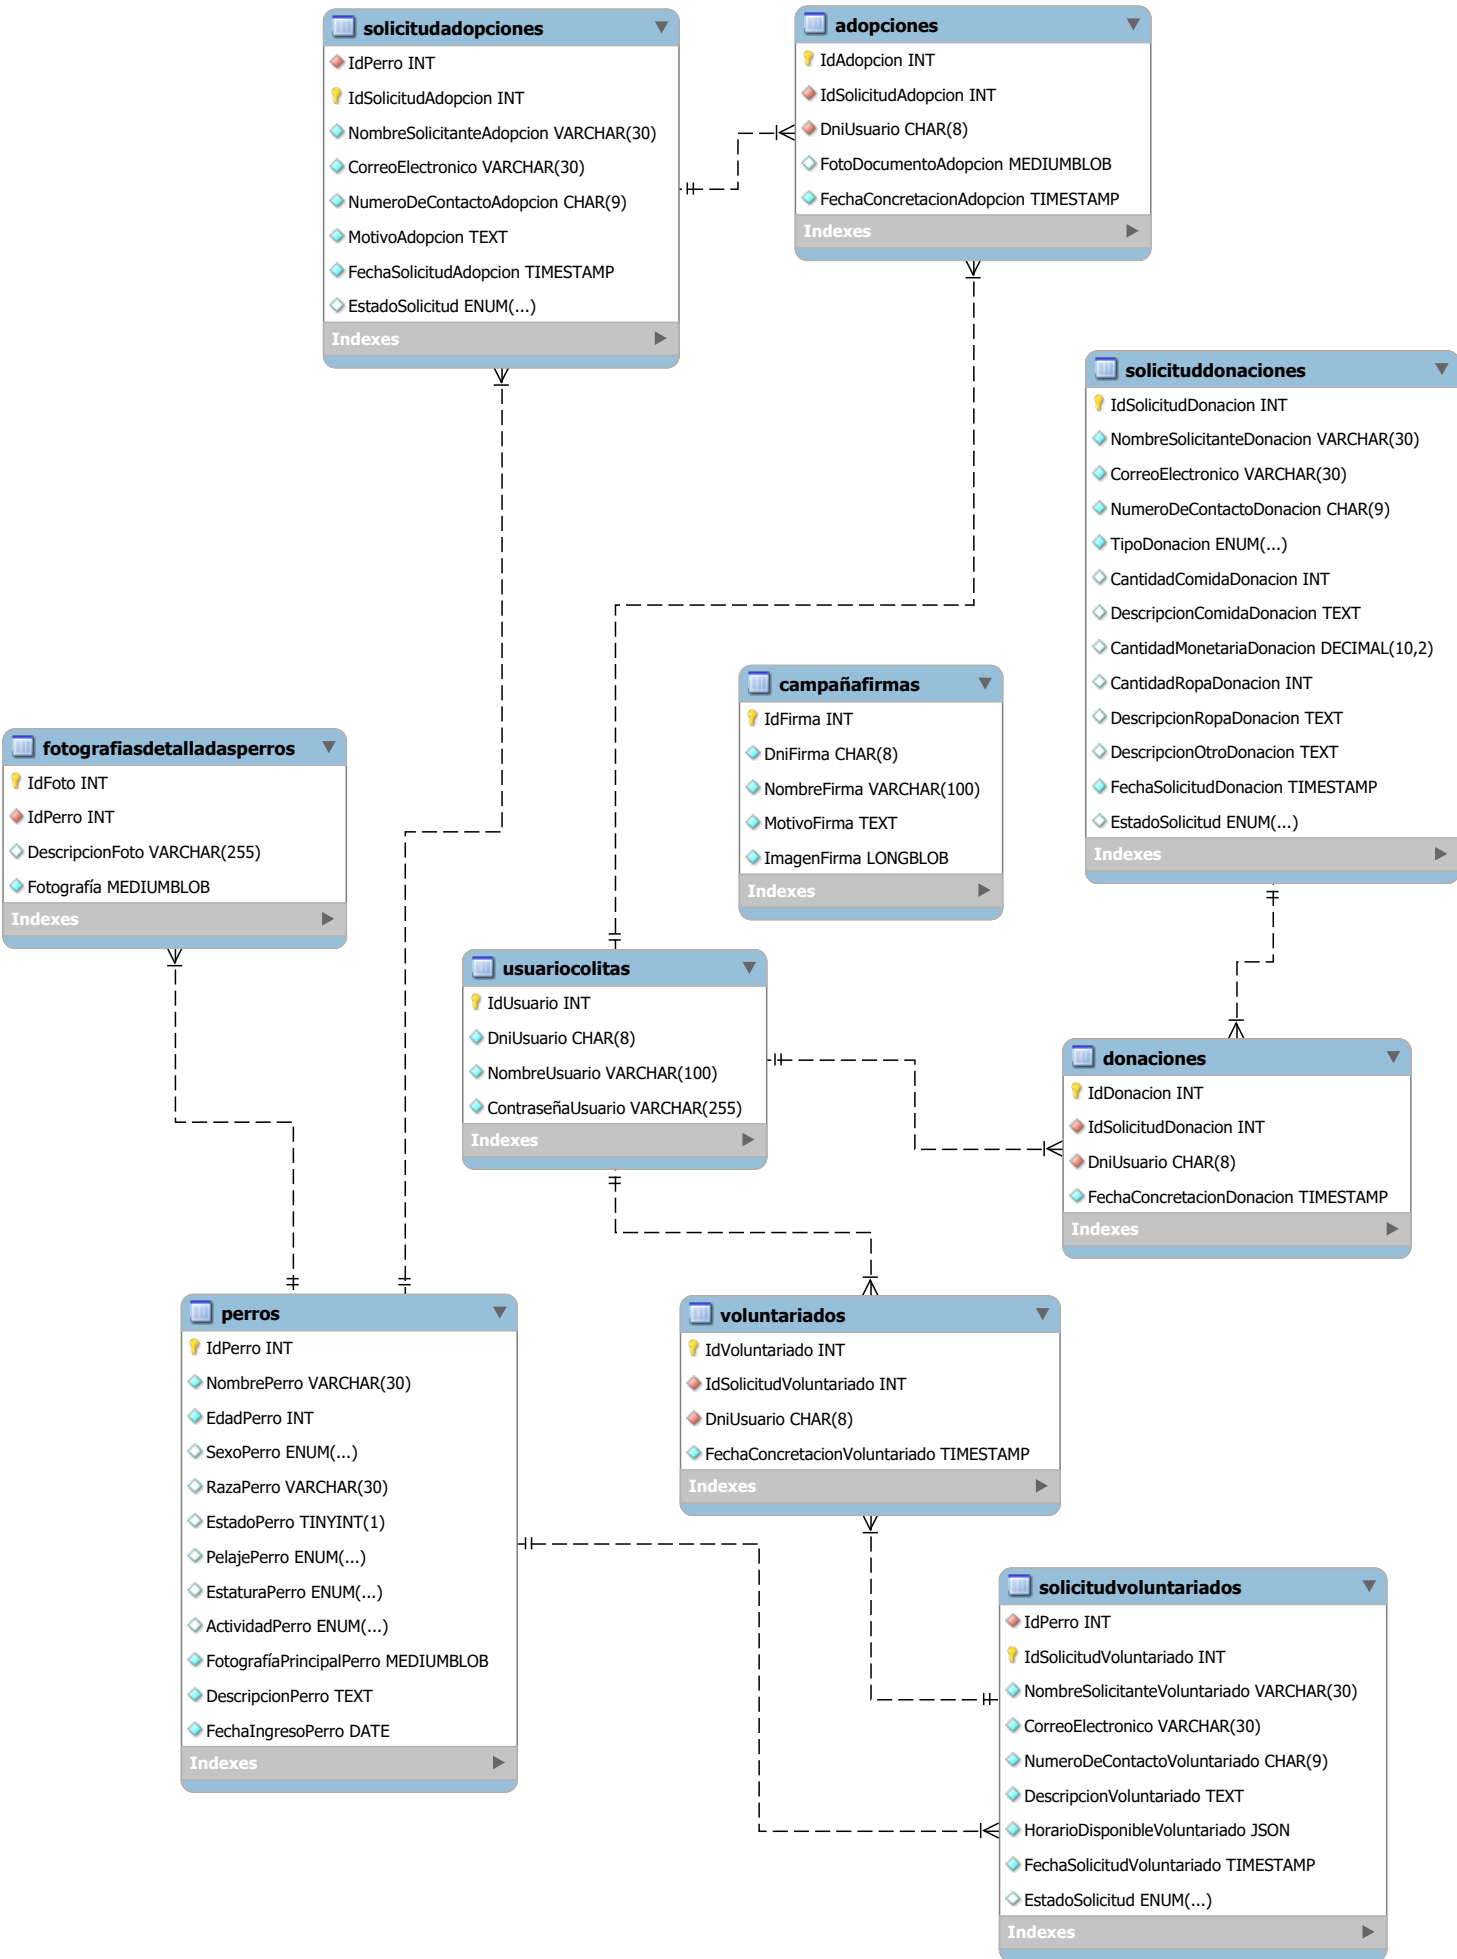 solicitudadopciones
IdPerro INT
IdSolicitudAdopcion INT
NombreSolicitanteAdopcion VARCHAR(30)
CorreoElectronico VARCHAR(30)
NumeroDeContactoAdopcion CHAR(9)
MotivoAdopcion TEXT
FechaSolicitudAdopcion TIMESTAMP
EstadoSolicitud ENUM(...)
Indexes
adopciones
IdAdopcion INT
IdSolicitudAdopcion INT
DniUsuario CHAR(8)
FotoDocumentoAdopcion MEDIUMBLOB
FechaConcretacionAdopcion TIMESTAMP
Indexes
solicituddonaciones
IdSolicitudDonacion INT
NombreSolicitanteDonacion VARCHAR(30)
CorreoElectronico VARCHAR(30)
NumeroDeContactoDonacion CHAR(9)
TipoDonacion ENUM(...)
CantidadComidaDonacion INT
DescripcionComidaDonacion TEXT
CantidadMonetariaDonacion DECIMAL(10,2)
CantidadRopaDonacion INT
DescripcionRopaDonacion TEXT
DescripcionOtroDonacion TEXT
FechaSolicitudDonacion TIMESTAMP
EstadoSolicitud ENUM(...)
Indexes
campañafirmas
IdFirma INT
DniFirma CHAR(8)
NombreFirma VARCHAR(100)
MotivoFirma TEXT
ImagenFirma LONGBLOB
Indexes
fotografiasdetalladasperros
IdFoto INT
IdPerro INT
DescripcionFoto VARCHAR(255)
Fotografía MEDIUMBLOB
Indexes
usuariocolitas
IdUsuario INT
DniUsuario CHAR(8)
NombreUsuario VARCHAR(100)
ContraseñaUsuario VARCHAR(255)
Indexes
donaciones
IdDonacion INT
IdSolicitudDonacion INT
DniUsuario CHAR(8)
FechaConcretacionDonacion TIMESTAMP
Indexes
perros
IdPerro INT
NombrePerro VARCHAR(30)
EdadPerro INT
SexoPerro ENUM(...)
RazaPerro VARCHAR(30)
EstadoPerro TINYINT(1)
PelajePerro ENUM(...)
EstaturaPerro ENUM(...)
ActividadPerro ENUM(...)
FotografíaPrincipalPerro MEDIUMBLOB
DescripcionPerro TEXT
FechaIngresoPerro DATE
Indexes
voluntariados
IdVoluntariado INT
IdSolicitudVoluntariado INT
DniUsuario CHAR(8)
FechaConcretacionVoluntariado TIMESTAMP
Indexes
solicitudvoluntariados
IdPerro INT
IdSolicitudVoluntariado INT
NombreSolicitanteVoluntariado VARCHAR(30)
CorreoElectronico VARCHAR(30)
NumeroDeContactoVoluntariado CHAR(9)
DescripcionVoluntariado TEXT
HorarioDisponibleVoluntariado JSON
FechaSolicitudVoluntariado TIMESTAMP
EstadoSolicitud ENUM(...)
Indexes